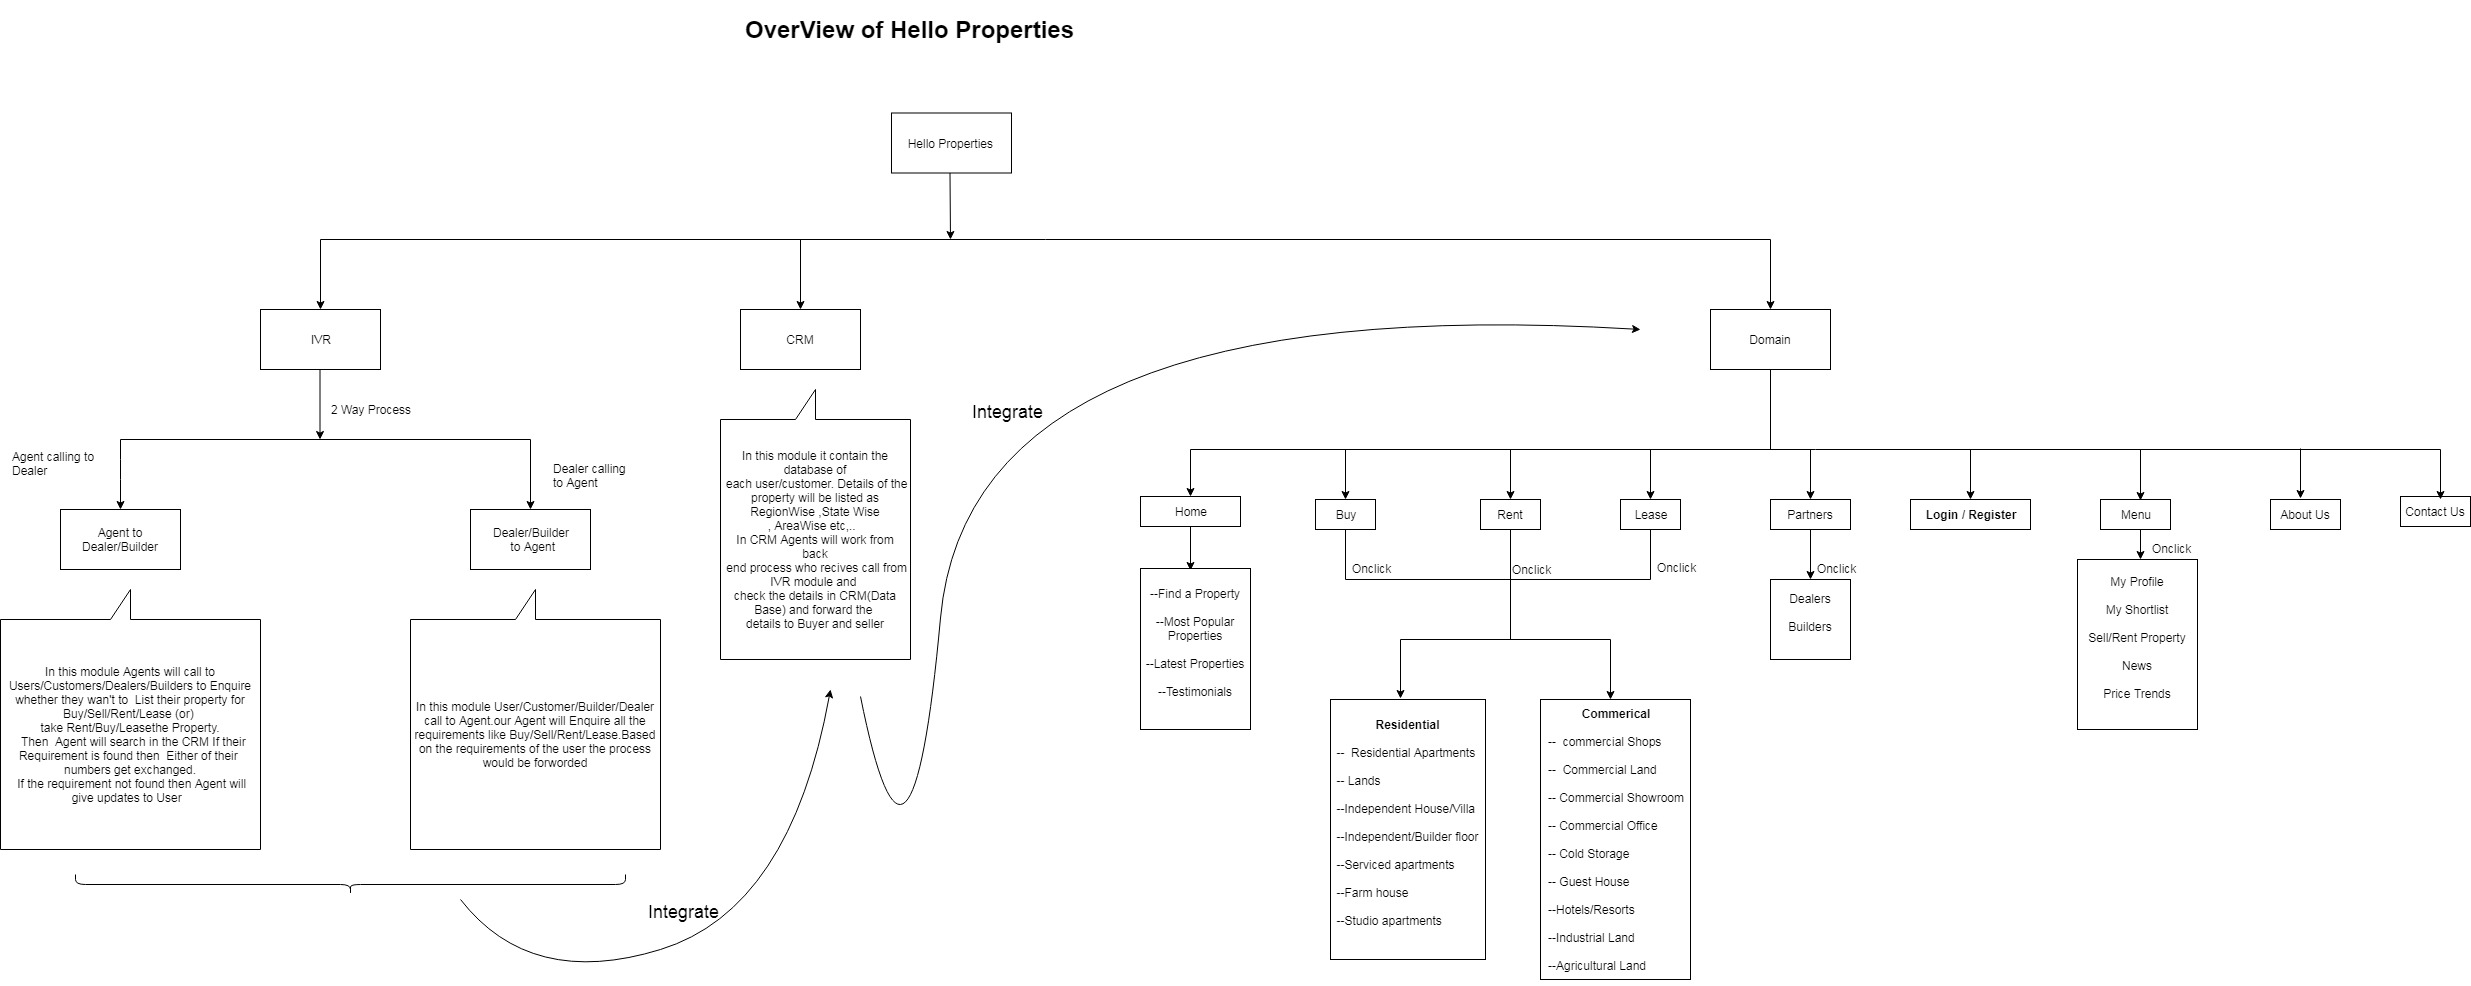 OverView of Hello Properties
Hello Properties
IVR
CRM
Domain
2 Way Process
Integrate
Agent calling to
Dealer
Dealer calling
to Agent
Agent to
Dealer/Builder
Dealer/Builder
to Agent
In this module Agents will call to
Users/Customers/Dealers/Builders to Enquire
whether they wan't to  List their property for
Buy/Sell/Rent/Lease (or)
take Rent/Buy/Leasethe Property.
Then  Agent will search in the CRM If their
Requirement is found then  Either of their
numbers get exchanged.
If the requirement not found then Agent will
give updates to User
In this module User/Customer/Builder/Dealer
call to Agent.our Agent will Enquire all the
requirements like Buy/Sell/Rent/Lease.Based
on the requirements of the user the process
would be forworded
In this module it contain the
database of
each user/customer. Details of the
property will be listed as
RegionWise ,State Wise
, AreaWise etc,..
In CRM Agents will work from
back
end process who recives call from
IVR module and
check the details in CRM(Data
Base) and forward the
details to Buyer and seller
Integrate
Home
Buy
Rent
Lease
Partners
Login / Register
Menu
About Us
Contact Us
Onclick
Onclick
Onclick
Onclick
Onclick
--Find a Property
--Most Popular
Properties
--Latest Properties
--Testimonials
Dealers
Builders
My Profile
My Shortlist
Sell/Rent Property
News
Price Trends
Residential
--  Residential Apartments
-- Lands
--Independent House/Villa
--Independent/Builder floor
--Serviced apartments
--Farm house
--Studio apartments
Commerical
--  commercial Shops
--  Commercial Land
-- Commercial Showroom
-- Commercial Office
-- Cold Storage
-- Guest House
--Hotels/Resorts
--Industrial Land
--Agricultural Land